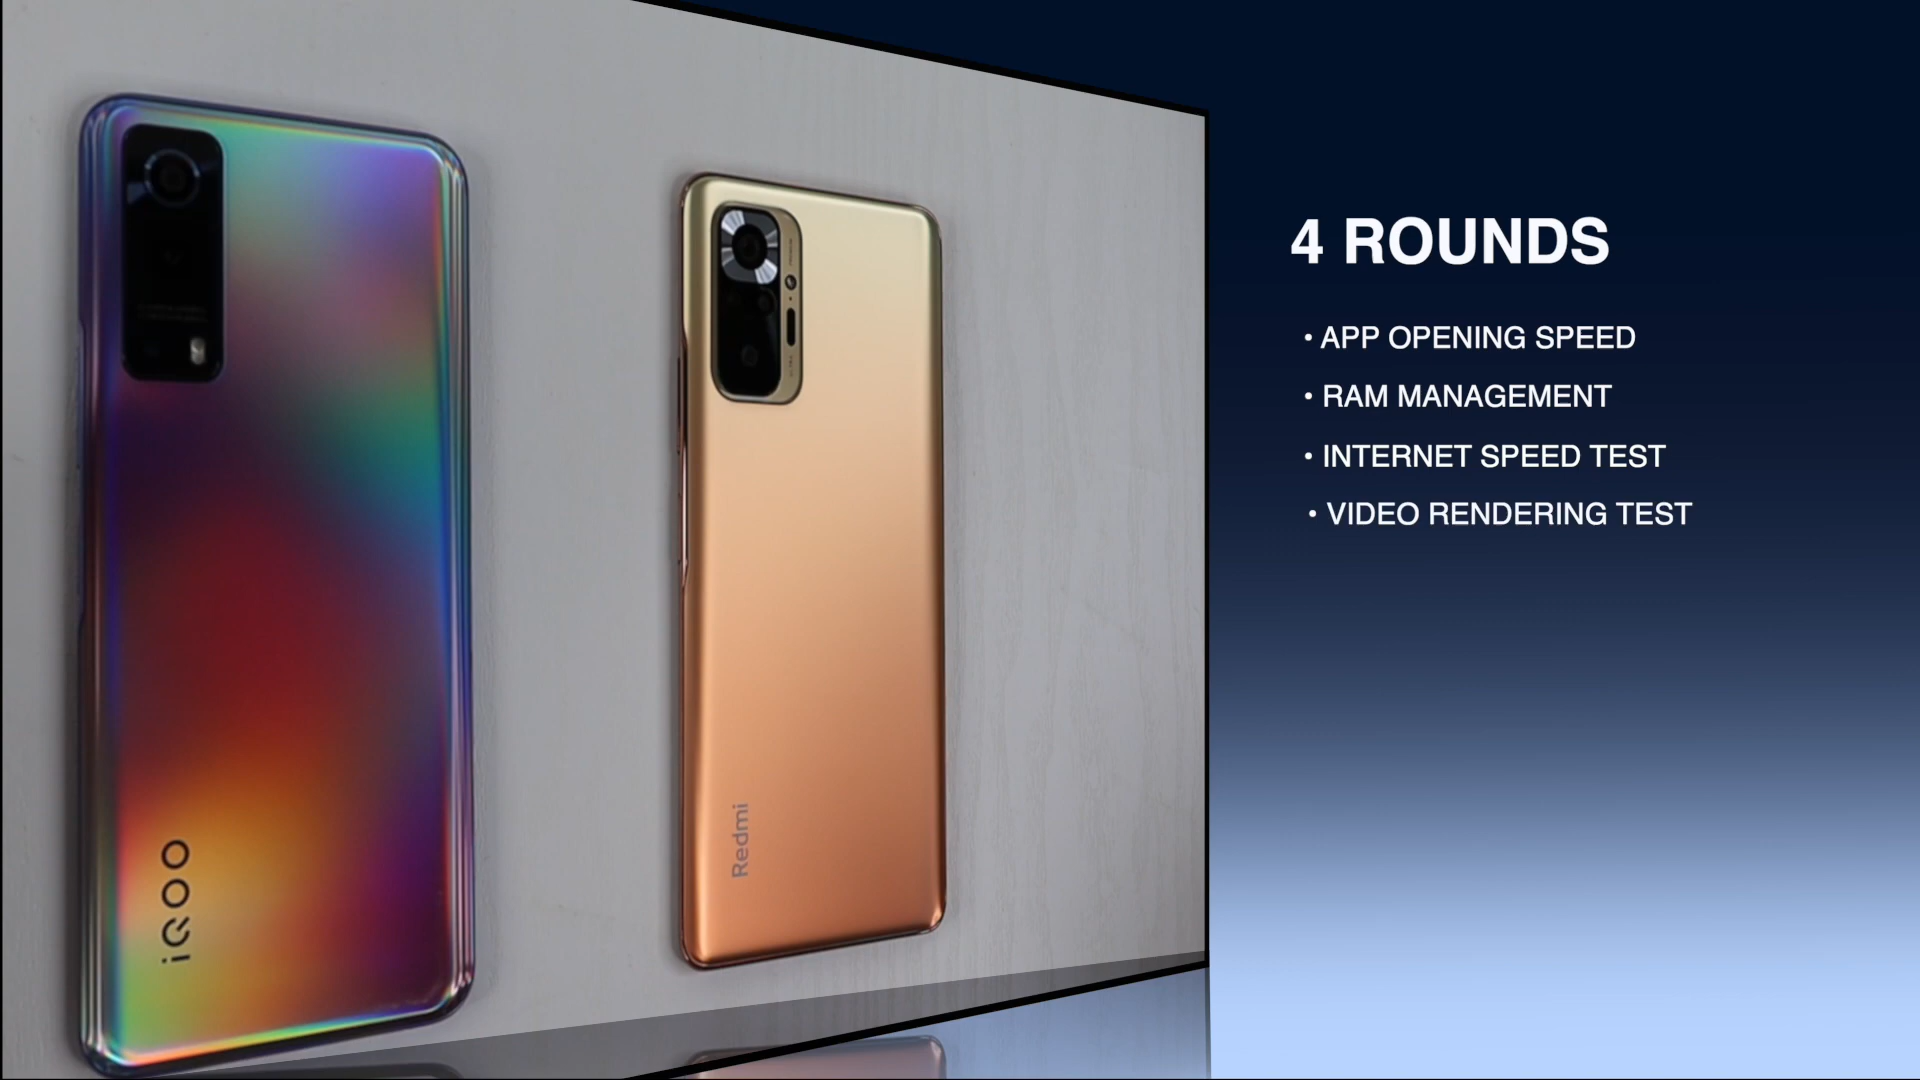 iQOO
Redmi
4 ROUNDS
• APP OPENING SPEED
• RAM MANAGEMENT
• INTERNET SPEED TEST
• VIDEO RENDERING TEST